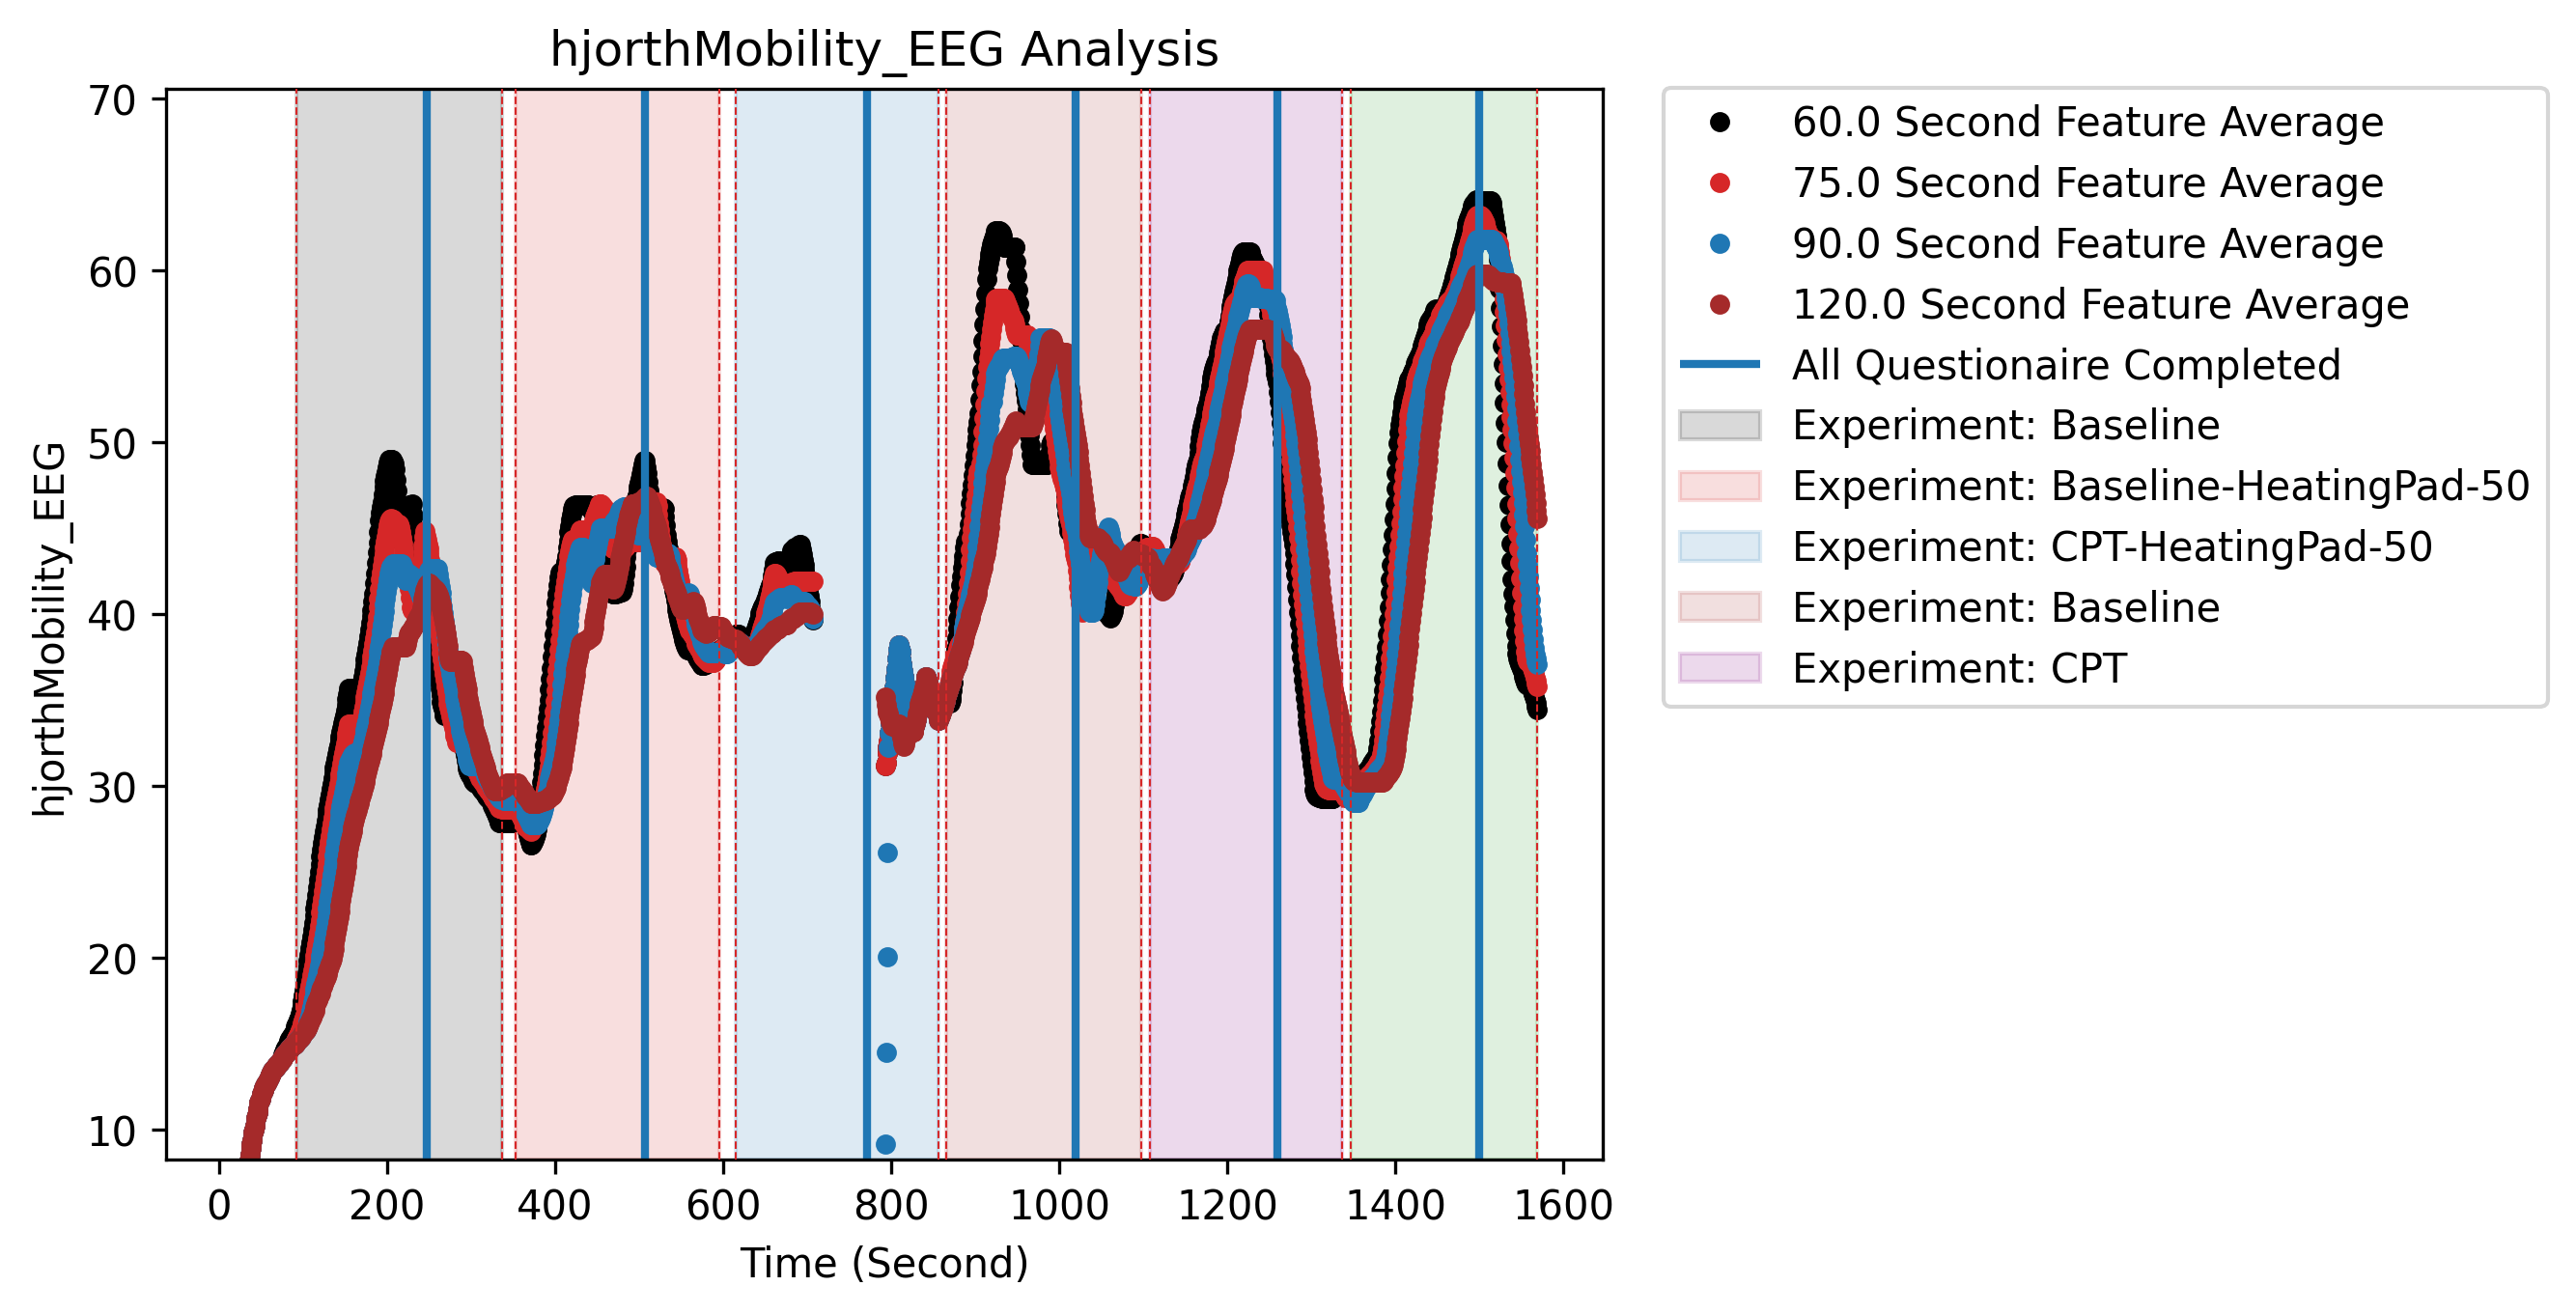 hjorthMobility_EEG Analysis
70
60
50
40
30
20
10
hjorthMobility_EEG
0 200 400 600 800 1000 1200 1400 1600
Time (Second)
60.0 Second Feature Average
75.0 Second Feature Average
90.0 Second Feature Average
120.0 Second Feature Average
All Questionaire Completed
Experiment: Baseline
Experiment: Baseline-HeatingPad-50
Experiment: CPT-HeatingPad-50
Experiment: Baseline
Experiment: CPT